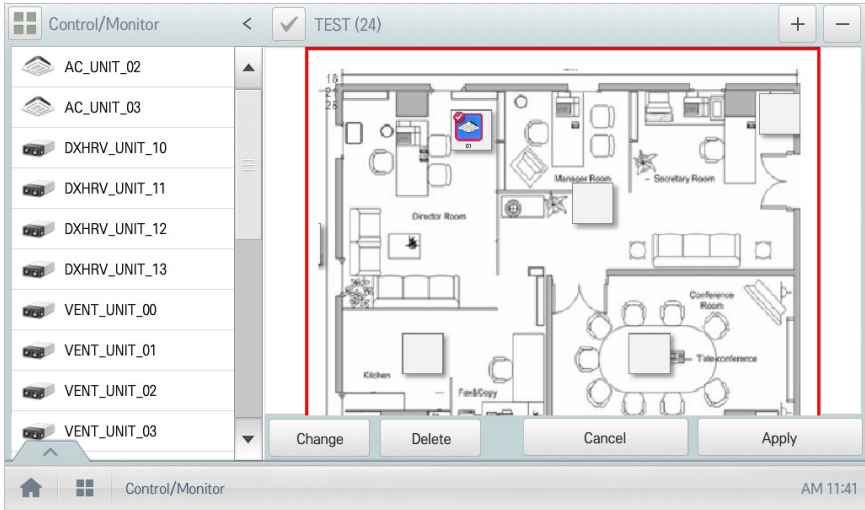 Control/Monitor
<
TEST (24)
+
−
AC_UNIT_02
AC_UNIT_03
DXHRV_UNIT_10
DXHRV_UNIT_11
DXHRV_UNIT_12
DXHRV_UNIT_13
VENT_UNIT_00
VENT_UNIT_01
VENT_UNIT_02
VENT_UNIT_03
01
Manager Room
Secretary Room
Director Room
Conference
Room
Tele-conference
Kitchen
Fax&Copy
Change
Delete
Cancel
Apply
Control/Monitor
AM 11:41